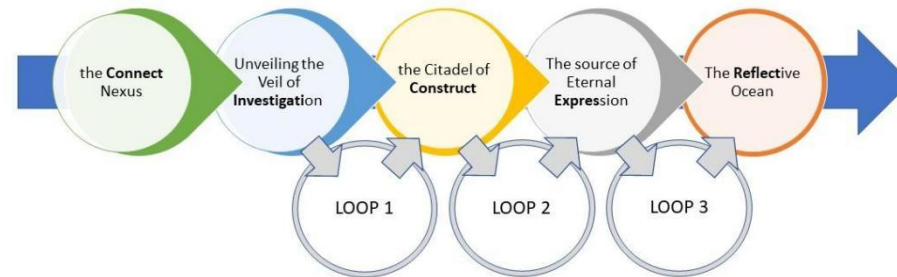 the Connect
Nexus
Unveiling the
Veil of
Investigation
the Citadel of
Construct
The source of
Eternal
Expression
The Reflective
Ocean
LOOP 1
LOOP 2
LOOP 3